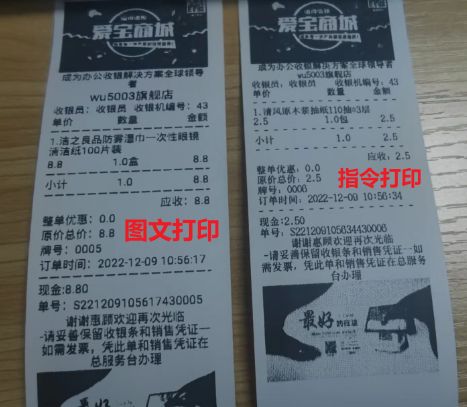 爱宝商城
成为办公收银解决方案全球领导
者
wu5003旗舰店
收银员：收银员 收银机编号：43
单价 数量 金额
1.洁之良品防雾湿巾一次性眼镜
清洁纸100片装
8.8 1.0盒 8.8
小计 1.0 8.8
应收：8.8
整单优惠：0.0
原价总价：8.8
牌号：0005
订单时间：2022-12-09 10:56:17
现金：8.80
单号：S221209105617430005
谢谢惠顾欢迎再次光临
-请妥善保留收银条和销售凭证一
如需发票，凭此单和销售凭证在
总服务台办理
图文打印
爱宝商城
成为办公收银解决方案全球领导者
wu5003旗舰店
收银员：收银员 收银机编号：43
单价 数量 金额
1.清风原木浆抽纸110抽*3层
2.5 1.0包 2.5
小计 1.0 2.5
应收：2.5
整单优惠：0.0
原价总价：2.5
牌号：0006
订单时间：2022-12-09 10:56:34
现金:2.50
单号：S221209105634430006
谢谢惠顾欢迎再次光临
-请妥善保留收银条和销售凭证一如
需发票，凭此单和销售凭证在总服务
台办理
最好
指令打印